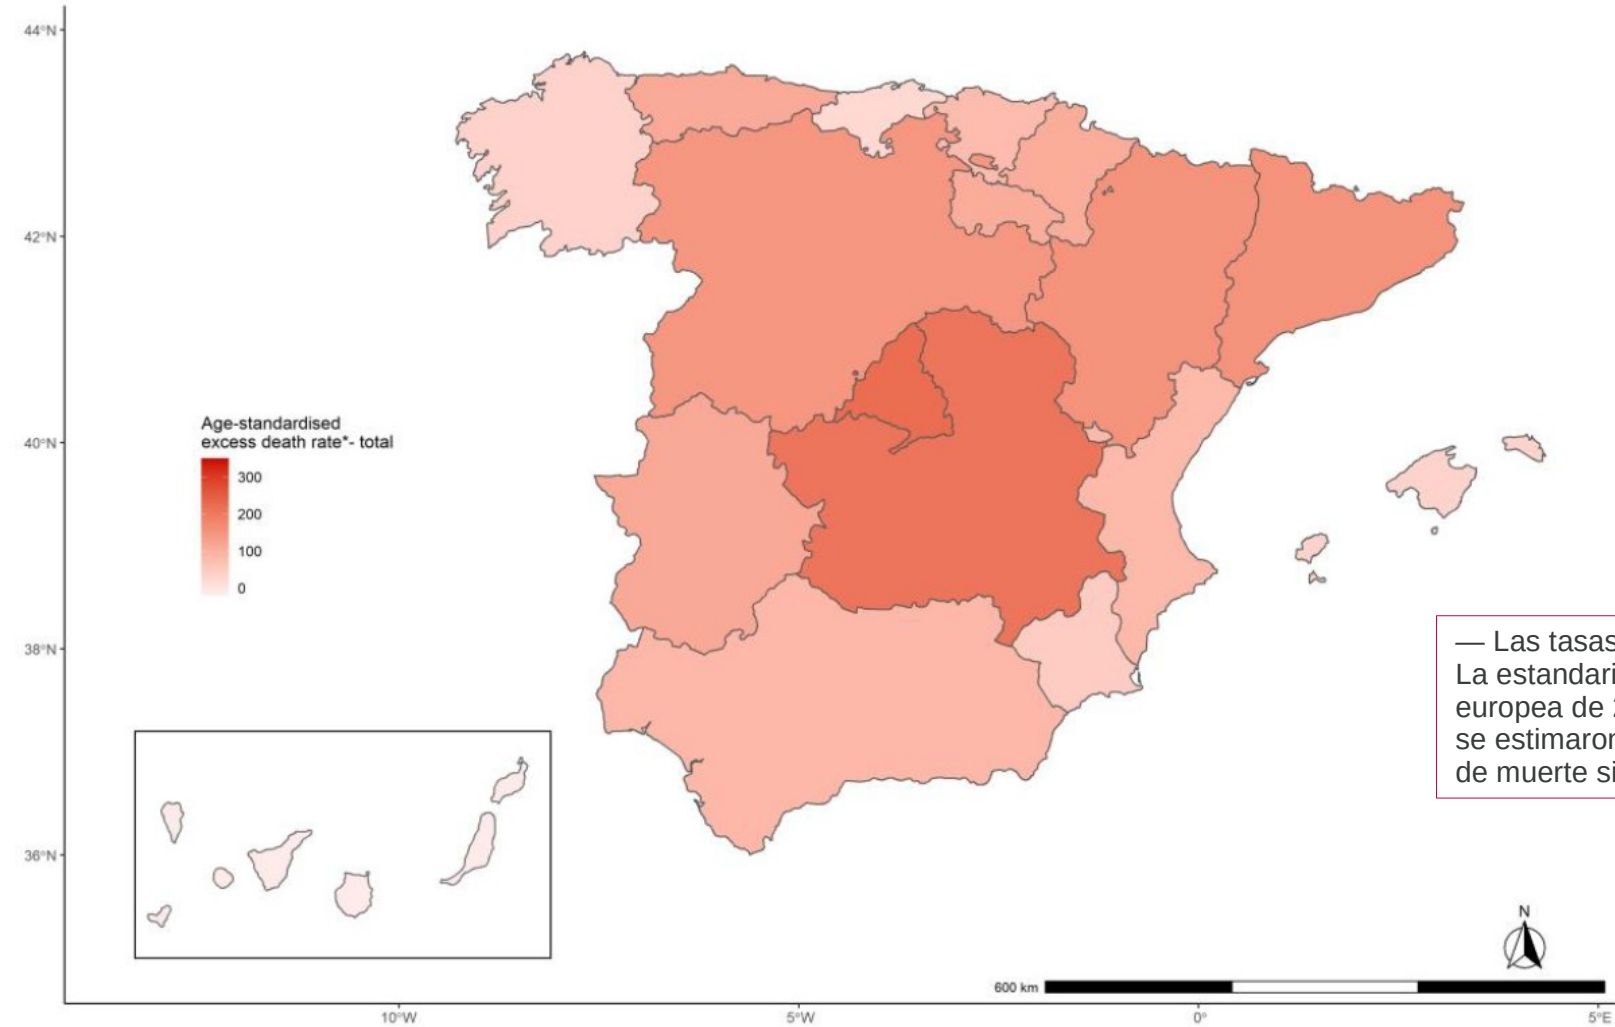 44°N
42°N
40°N
38°N
36°N
Age-standardised
excess death rate*- total
300
200
100
0
— Las tasas
La estandari
europea de
se estimaron
de muerte si
N
600 km
10°W
5°W
0°
5°E